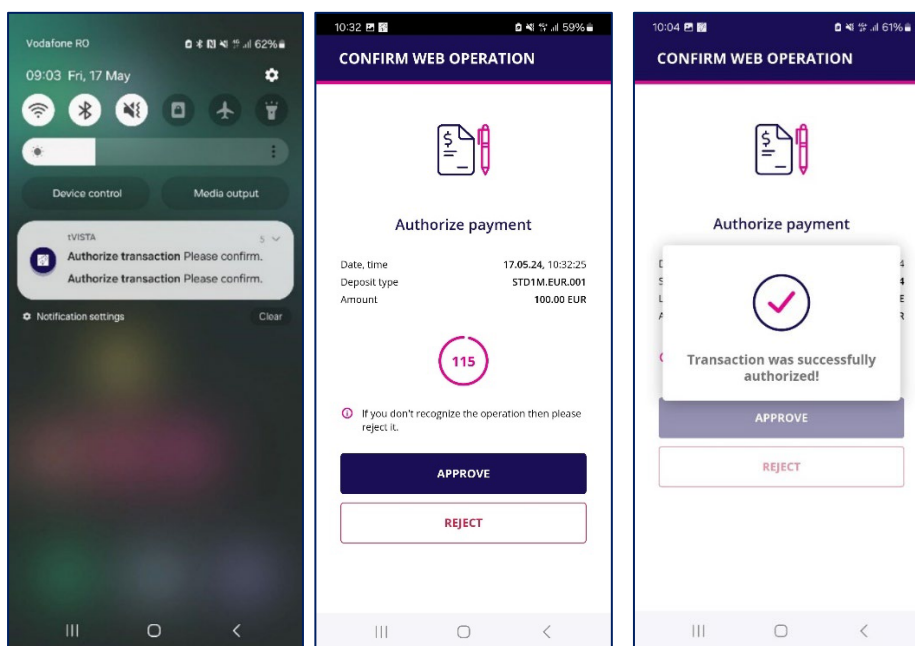 Vodafone RO
62%
09:03 Fri, 17 May
Device control
Media output
tVISTA
5
Authorize transaction Please confirm.
Authorize transaction Please confirm.
Notification settings
Clear
10:32
59%
CONFIRM WEB OPERATION
$
Authorize payment
Date, time 17.05.24, 10:32:25
Deposit type STD1M.EUR.001
Amount 100.00 EUR
115
If you don't recognize the operation then please
reject it.
APPROVE
REJECT
10:04
61%
CONFIRM WEB OPERATION
$
Authorize payment
Transaction was successfully
authorized!
APPROVE
REJECT